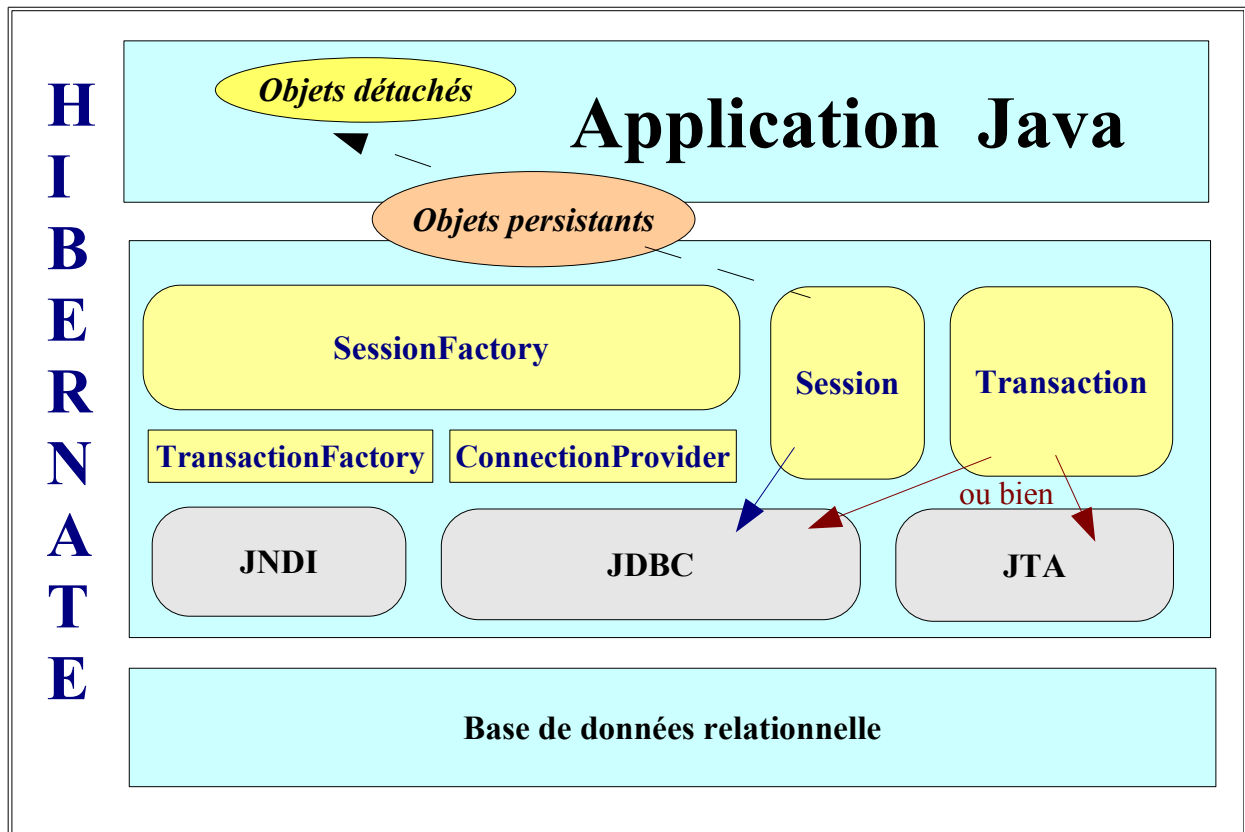 HIBERNATE
Objets détachés
Application Java
Objets persistants
SessionFactory
Session
Transaction
TransactionFactory
ConnectionProvider
ou bien
JNDI
JDBC
JTA
Base de données relationnelle